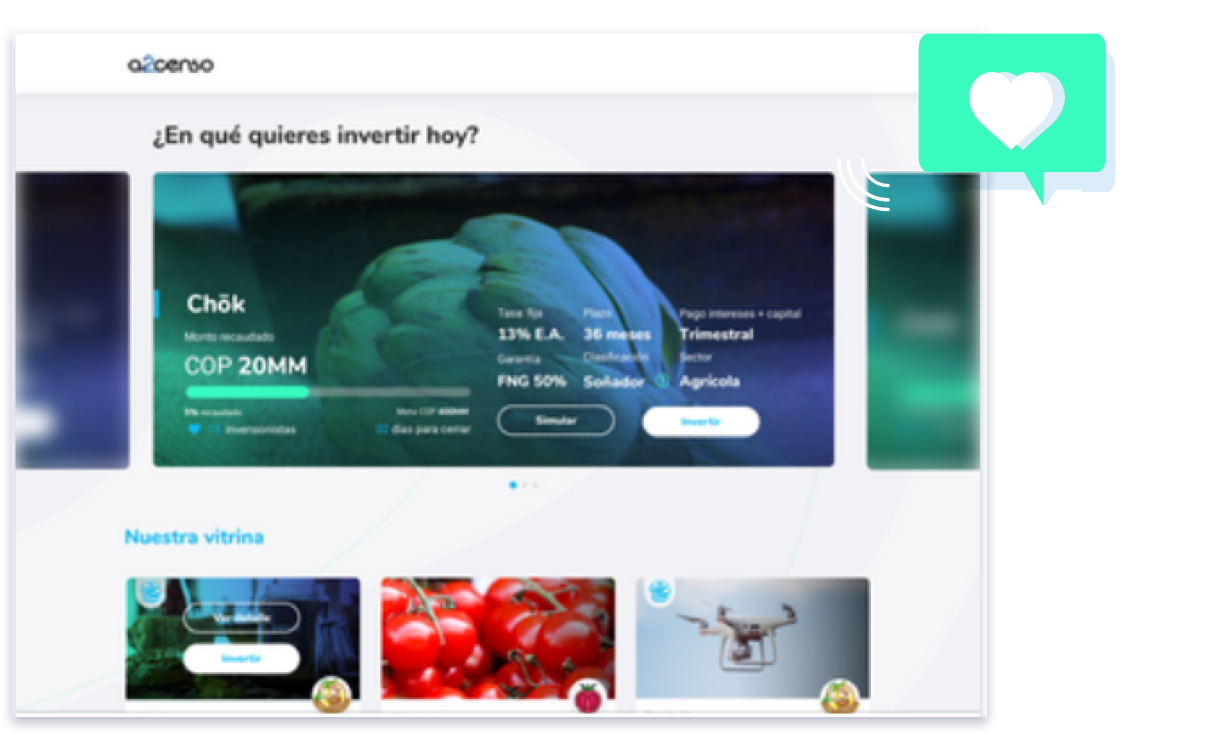 a2censo
¿En qué quieres invertir hoy?
Chōk
Monto recaudado
COP 20MM
5% recaudado
Meta COP 400MM
15 inversionistas
02 días para cerrar
Tasa fija
Plazo
Pago intereses + capital
13% E.A.
36 meses
Trimestral
Garantía
Clasificación
Sector
FNG 50%
Soñador
Agrícola
Simular
Invertir
Nuestra vitrina
Ver detalle
Invertir